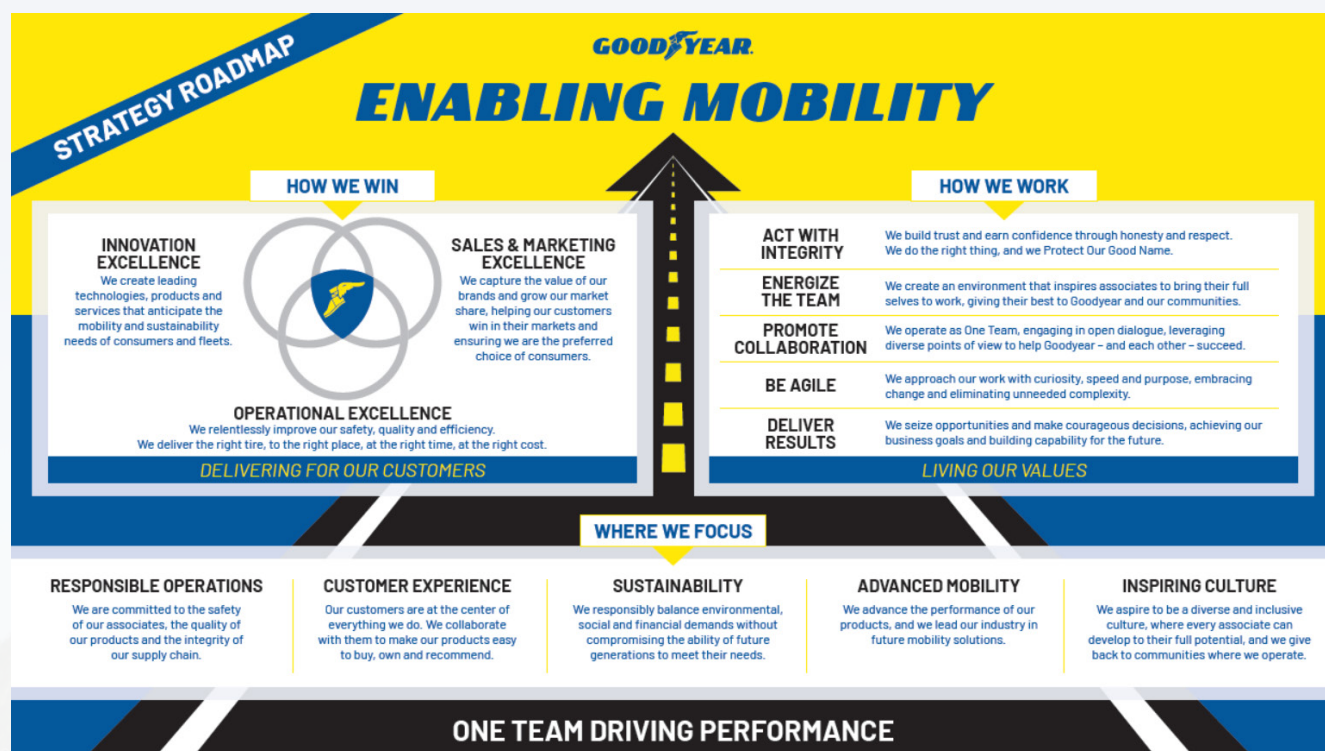 STRATEGY ROADMAP
GOODYEAR.
ENABLING MOBILITY
HOW WE WIN
INNOVATION
EXCELLENCE
We create leading
technologies, products and
services that anticipate the
mobility and sustainability
needs of consumers and fleets.
SALES & MARKETING
EXCELLENCE
We capture the value of our
brands and grow our market
share, helping our customers
win in their markets and
ensuring we are the preferred
choice of consumers.
OPERATIONAL EXCELLENCE
We relentlessly improve our safety, quality and efficiency.
We deliver the right tire, to the right place, at the right time, at the right cost.
DELIVERING FOR OUR CUSTOMERS
HOW WE WORK
ACT WITH
INTEGRITY
We build trust and earn confidence through honesty and respect.
We do the right thing, and we Protect Our Good Name.
ENERGIZE
THE TEAM
We create an environment that inspires associates to bring their full
selves to work, giving their best to Goodyear and our communities.
PROMOTE
COLLABORATION
We operate as One Team, engaging in open dialogue, leveraging
diverse points of view to help Goodyear – and each other – succeed.
BE AGILE
We approach our work with curiosity, speed and purpose, embracing
change and eliminating unneeded complexity.
DELIVER
RESULTS
We seize opportunities and make courageous decisions, achieving our
business goals and building capability for the future.
LIVING OUR VALUES
WHERE WE FOCUS
RESPONSIBLE OPERATIONS
We are committed to the safety
of our associates, the quality of
our products and the integrity of
our supply chain.
CUSTOMER EXPERIENCE
Our customers are at the center of
everything we do. We collaborate
with them to make our products easy
to buy, own and recommend.
SUSTAINABILITY
We responsibly balance environmental,
social and financial demands without
compromising the ability of future
generations to meet their needs.
ADVANCED MOBILITY
We advance the performance of our
products, and we lead our industry in
future mobility solutions.
INSPIRING CULTURE
We aspire to be a diverse and inclusive
culture, where every associate can
develop to their full potential, and we give
back to communities where we operate.
ONE TEAM DRIVING PERFORMANCE